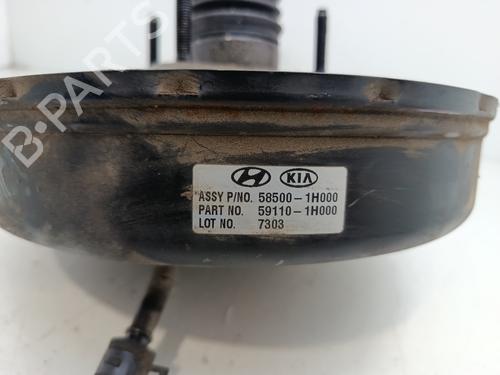 B-PARTS
KIA
ASSY P/NO. 58500-1H000
PART NO. 59110-1H000
LOT NO. 7303